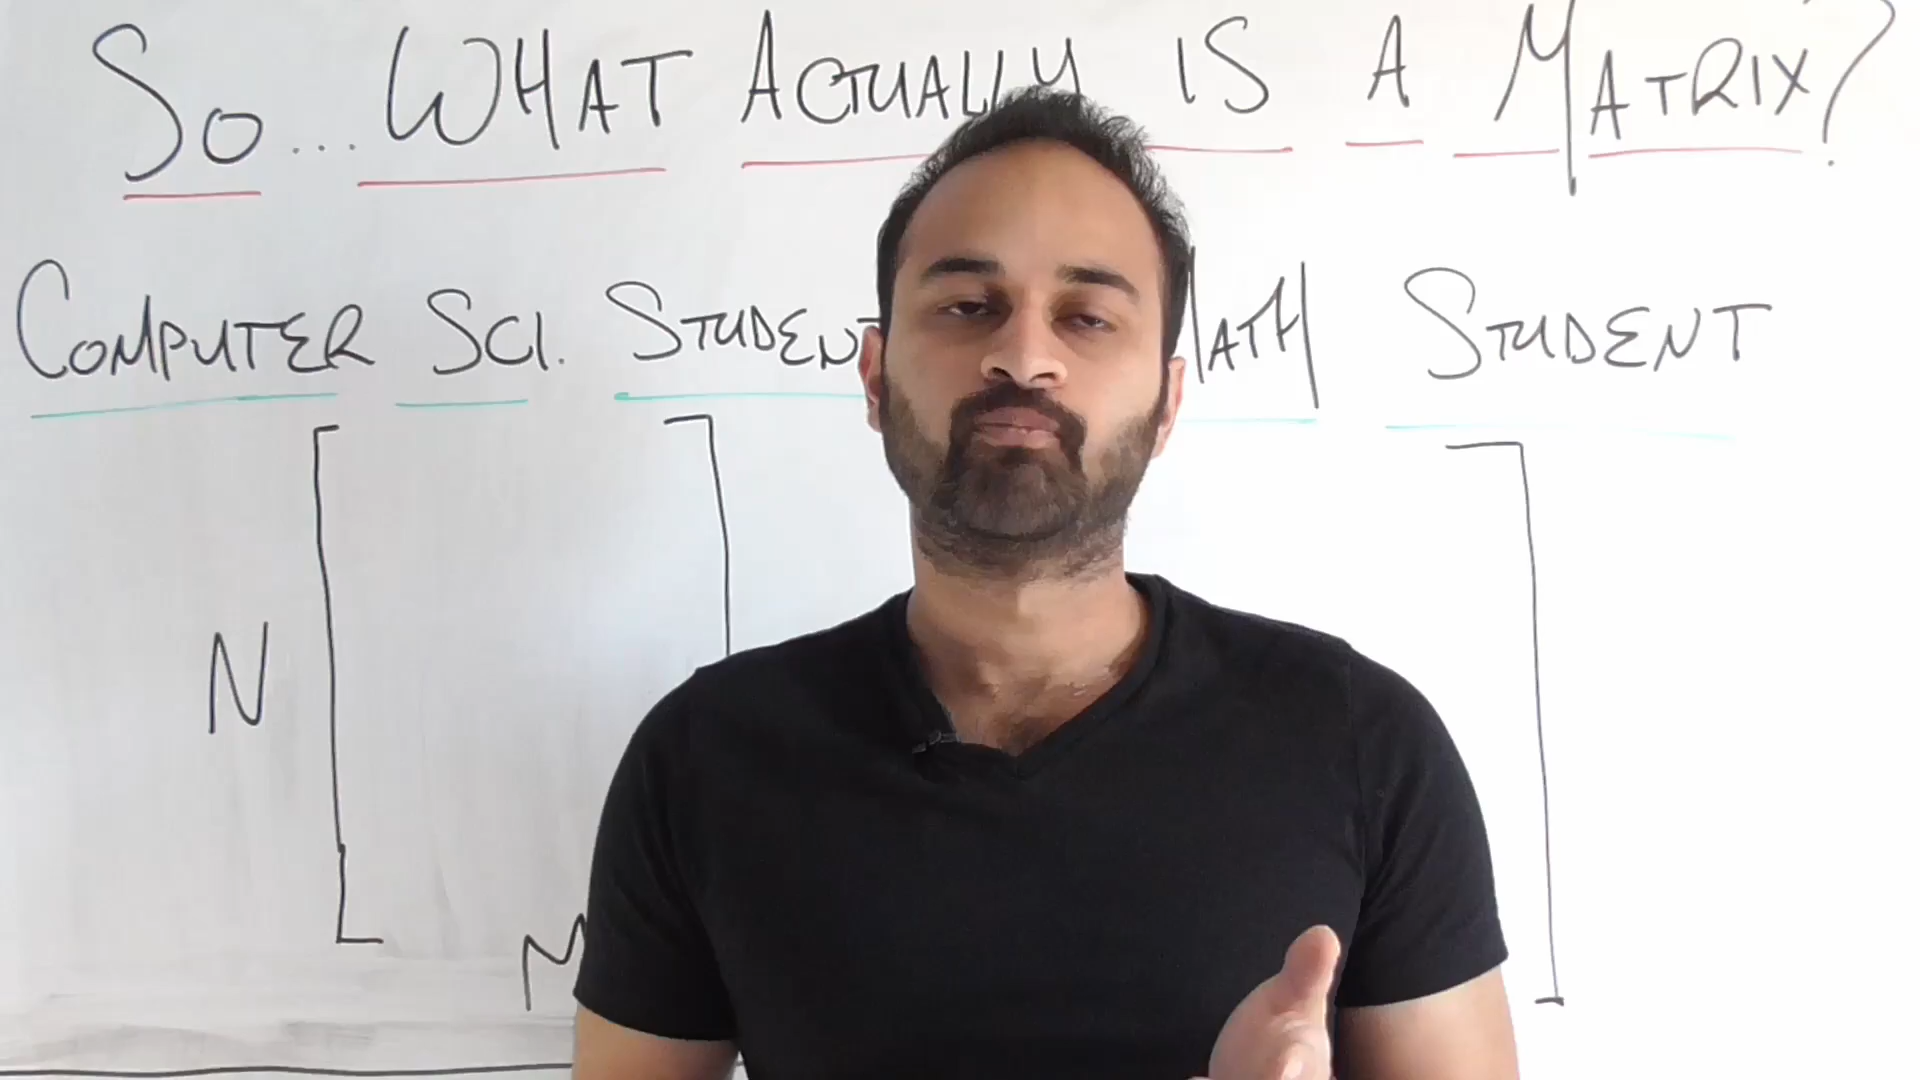 So...WHAT ACTUALLY IS A MATRIX?
COMPUTER SCI. STUDENT MATH STUDENT
N
M